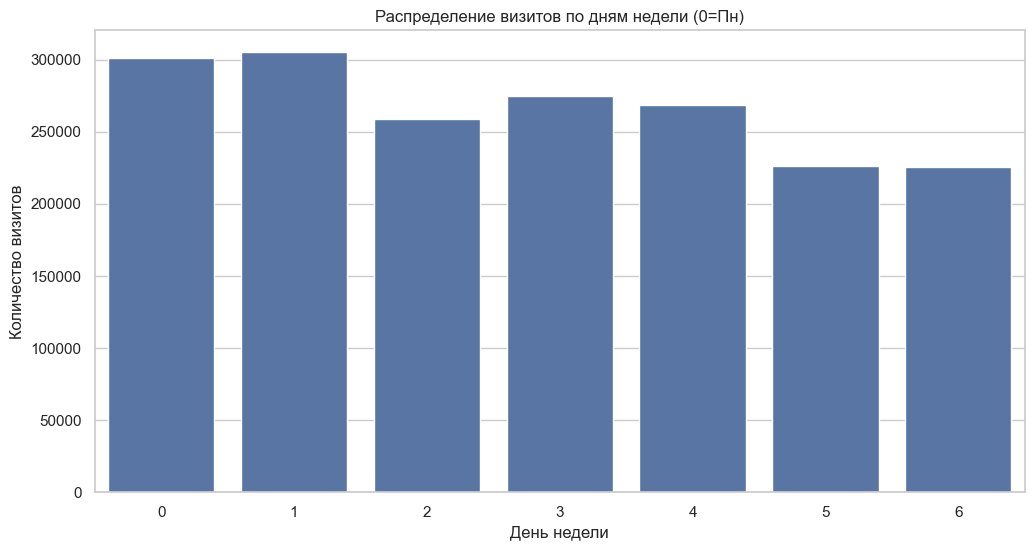 Распределение визитов по дням недели (0=Пн)
Количество визитов
300000
250000
200000
150000
100000
50000
0
0 1 2 3 4 5 6
День недели